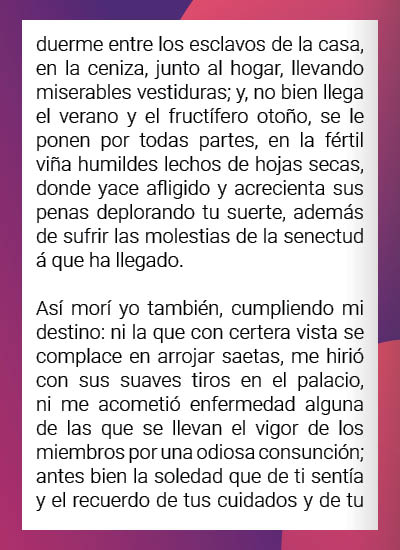 duerme entre los esclavos de la casa,
en la ceniza, junto al hogar, llevando
miserables vestiduras; y, no bien llega
el verano y el fructífero otoño, se le
ponen por todas partes, en la fértil
viña humildes lechos de hojas secas,
donde yace afligido y acrecienta sus
penas deplorando tu suerte, además
de sufrir las molestias de la senectud
á que ha llegado.

Así morí yo también, cumpliendo mi
destino: ni la que con certera vista se
complace en arrojar saetas, me hirió
con sus suaves tiros en el palacio,
ni me acometió enfermedad alguna
de las que se llevan el vigor de los
miembros por una odiosa consunción;
antes bien la soledad que de ti sentía
y el recuerdo de tus cuidados y de tu